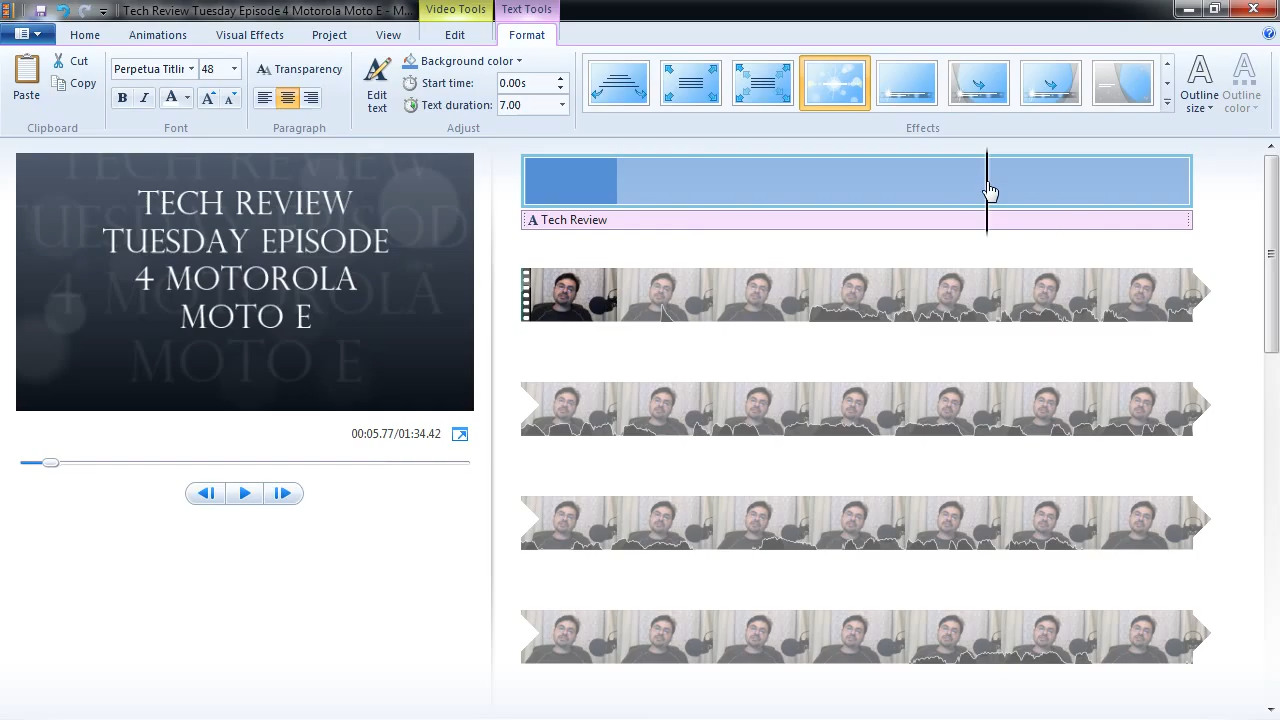 Tech Review Tuesday Episode 4 Motorola Moto E - M...
Video Tools
Text Tools
Home
Animations
Visual Effects
Project
View
Edit
Format
Paste
Cut
Copy
Clipboard
Perpetua Titli
48
B
I
A
A
A
Font
AA Transparency
Paragraph
Edit
text
Background color
Start time:
0.00s
Text duration:
7.00
Adjust
Effects
Outline
size
Outline
color
TECH REVIEW
TUESDAY EPISODE
4 MOTOROLA
MOTO E
00:05.77/01:34.42
A Tech Review